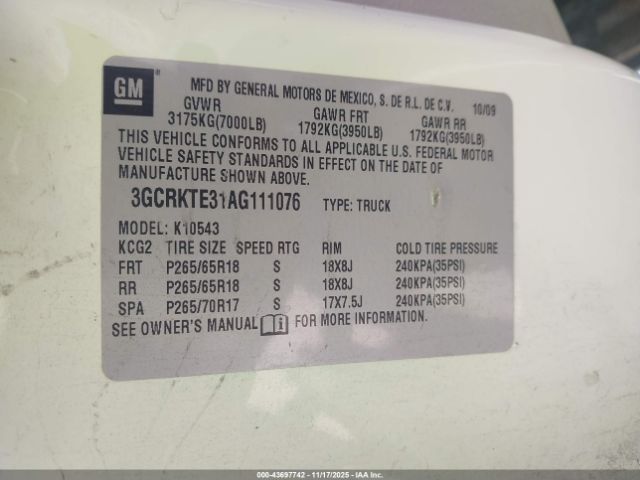 GM
MFD BY GENERAL MOTORS DE MEXICO, S. DE R.L. DE C.V. 10/09
GVWR GAWR FRT GAWR RR
3175KG(7000LB) 1792KG(3950LB) 1792KG(3950LB)
THIS VEHICLE CONFORMS TO ALL APPLICABLE U.S. FEDERAL MOTOR
VEHICLE SAFETY STANDARDS IN EFFECT ON THE DATE OF
MANUFACTURE SHOWN ABOVE.
3GCRKTE31AG111076 TYPE: TRUCK
MODEL: K10543
KCG2 TIRE SIZE SPEED RTG RIM COLD TIRE PRESSURE
FRT P265/65R18 S 18X8J 240KPA(35PSI)
RR P265/65R18 S 18X8J 240KPA(35PSI)
SPA P265/70R17 S 17X7.5J 240KPA(35PSI)
SEE OWNER'S MANUAL FOR MORE INFORMATION.
000-43697742 - 11/17/2025 - IAAI.COM